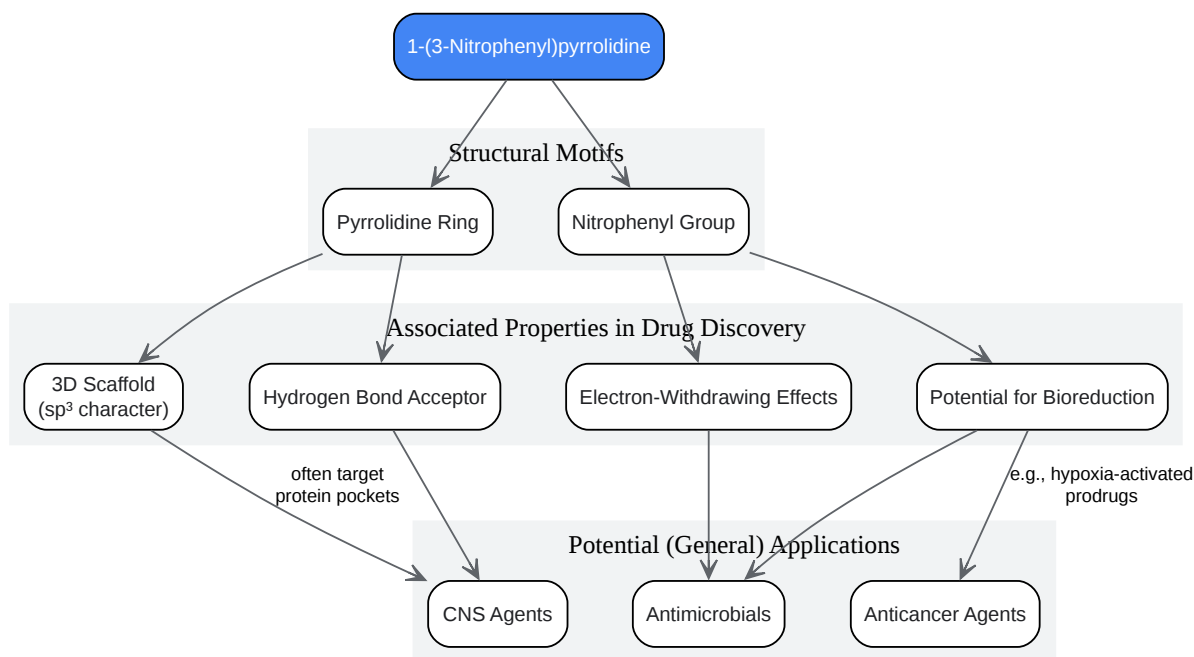 1-(3-Nitrophenyl)pyrrolidine
Structural Motifs
Pyrrolidine Ring
Nitrophenyl Group
Associated Properties in Drug Discovery
3D Scaffold
(sp³ character)
Hydrogen Bond Acceptor
Electron-Withdrawing Effects
Potential for Bioreduction
often target
protein pockets
e.g., hypoxia-activated
prodrugs
Potential (General) Applications
CNS Agents
Antimicrobials
Anticancer Agents